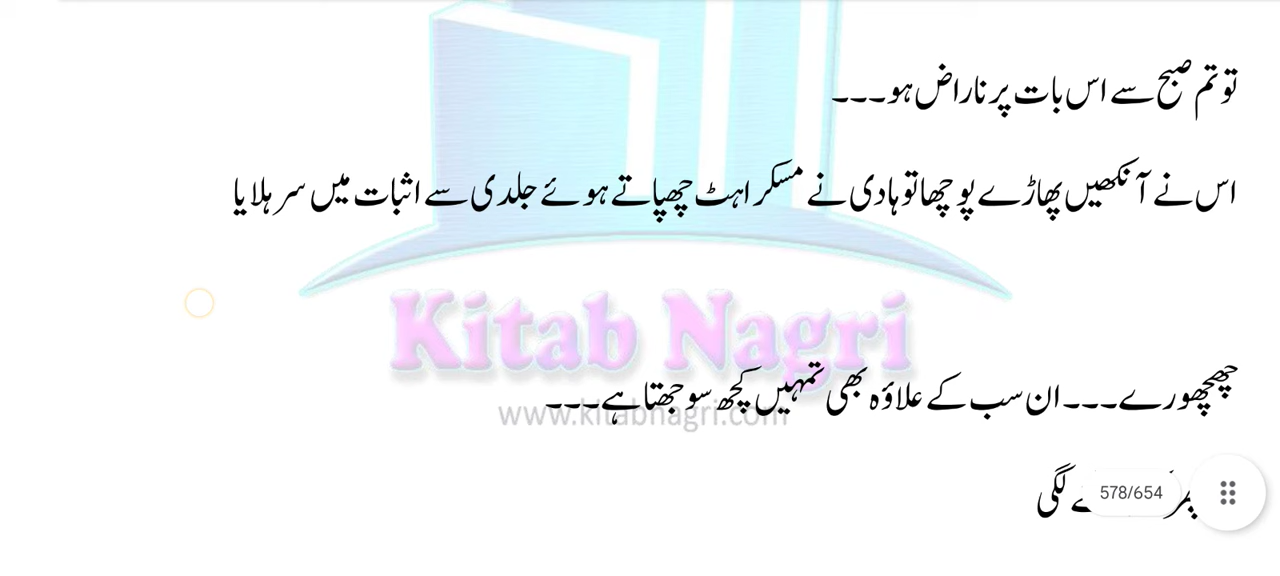 تو تم صبح سے اس بات پر ناراض ہو۔۔۔
اس نے آنکھیں پھاڑے پوچھا تو ہادی نے مسکراہٹ چھپاتے ہوئے جلدی سے اثبات میں سر ہلایا
Kitab Nagri
چھچھورے۔۔۔ ان سب کے علاؤہ بھی تمہیں کچھ سوجھتا ہے۔۔۔
www.kitabnagri.com
578/654
لگی